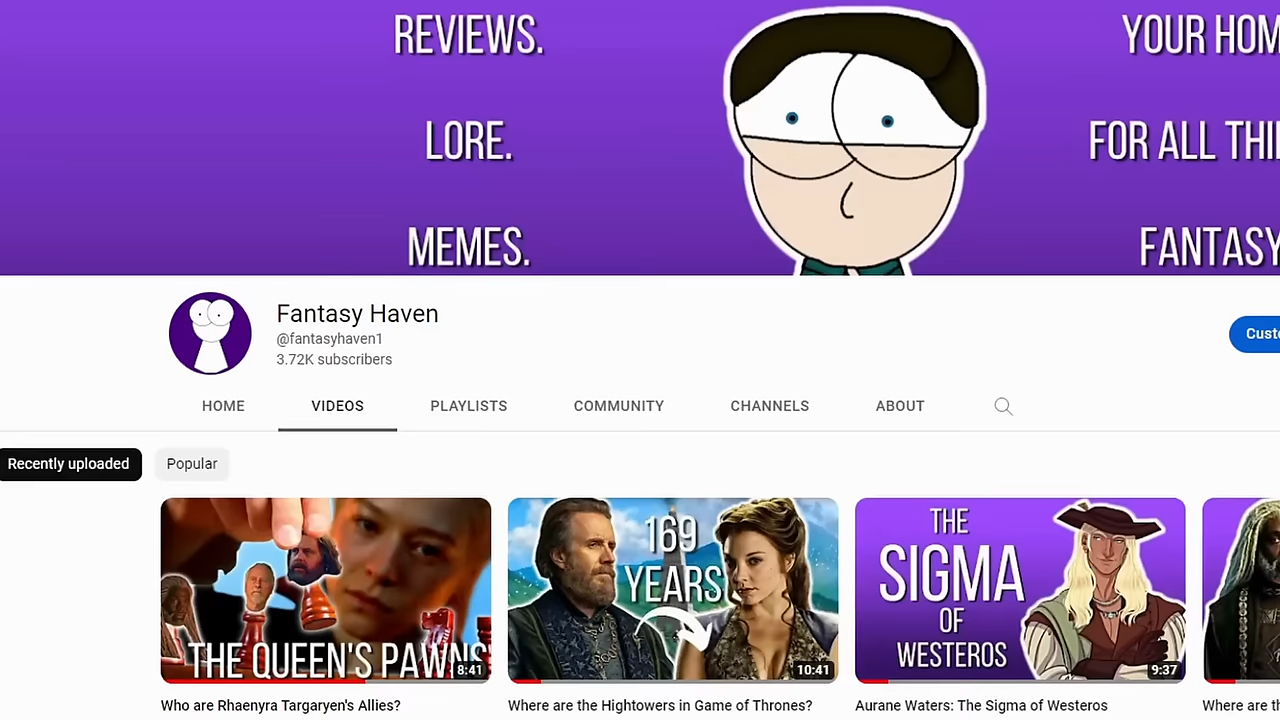 REVIEWS.
LORE.
MEMES.
YOUR HOM
FOR ALL THI
FANTASY
Fantasy Haven
@fantasyhaven1
3.72K subscribers
Custo
HOME VIDEOS PLAYLISTS COMMUNITY CHANNELS ABOUT
Recently uploaded Popular
THE QUEEN'S PAWNS
8:41
169
YEARS
10:41
THE
SIGMA
OF
WESTEROS
9:37
Who are Rhaenyra Targaryen's Allies?
Where are the Hightowers in Game of Thrones?
Aurane Waters: The Sigma of Westeros
Where are th